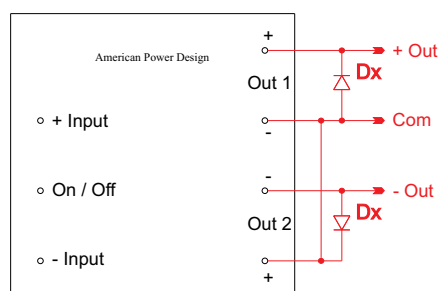 +
American Power Design
+ Out
Dx
Out 1
+ Input
Com
-
-
On / Off
- Out
Dx
Out 2
- Input
+